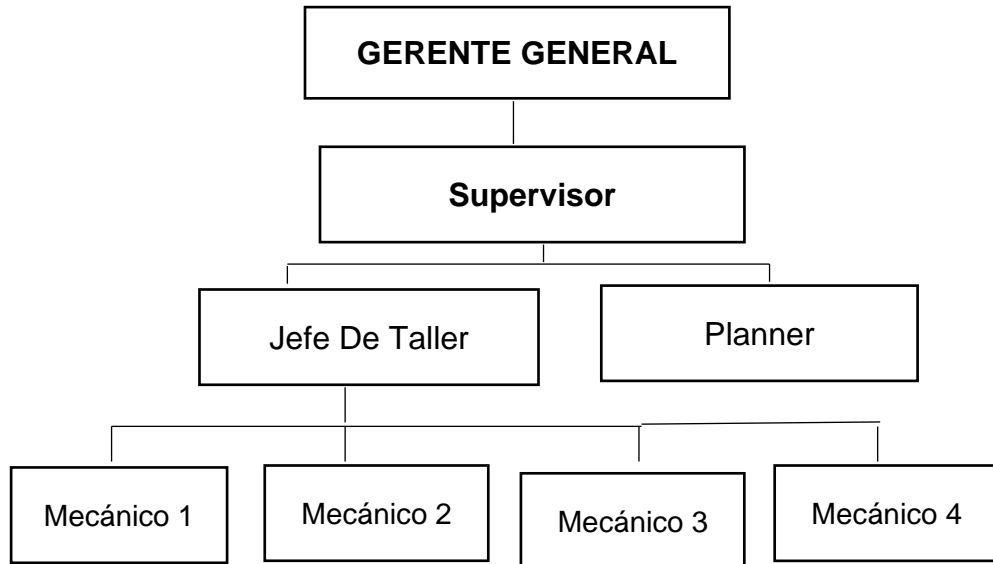 GERENTE GENERAL
Supervisor
Jefe De Taller
Planner
Mecánico 1
Mecánico 2
Mecánico 3
Mecánico 4